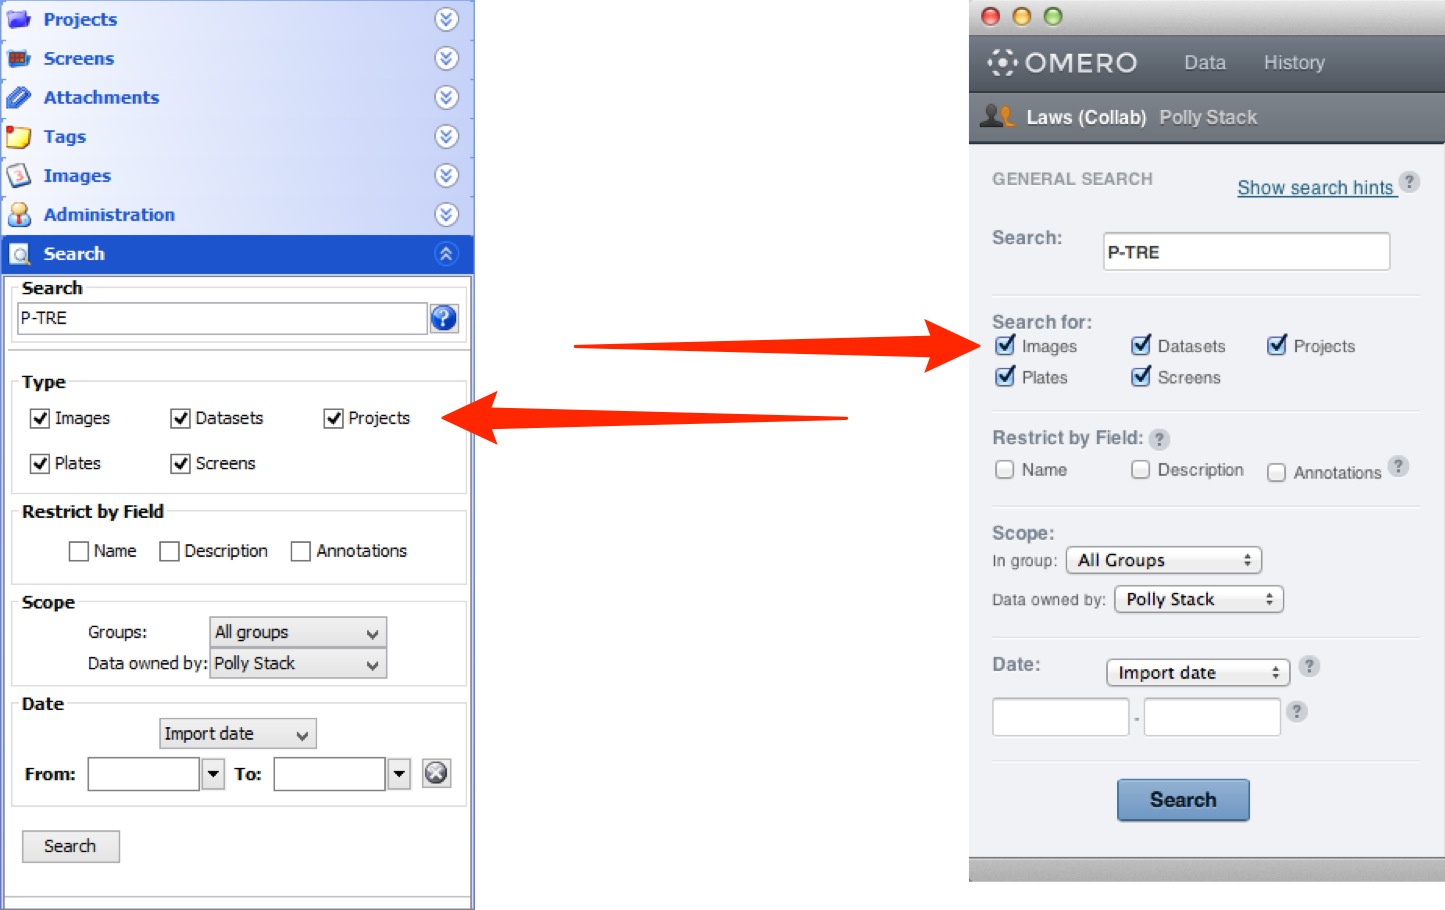 Projects
Screens
Attachments
Tags
Images
Administration
Search
Search
P-TRE
Type
Images Datasets Projects
Plates Screens
Restrict by Field
Name Description Annotations
Scope
Groups: All groups
Data owned by: Polly Stack
Date
Import date
From: To:
Search
OMERO Data History
Laws (Collab) Polly Stack
GENERAL SEARCH Show search hints ?
Search: P-TRE
Search for:
Images Datasets Projects
Plates Screens
Restrict by Field: ?
Name Description Annotations ?
Scope:
In group: All Groups
Data owned by: Polly Stack
Date: Import date ?
- ?
Search